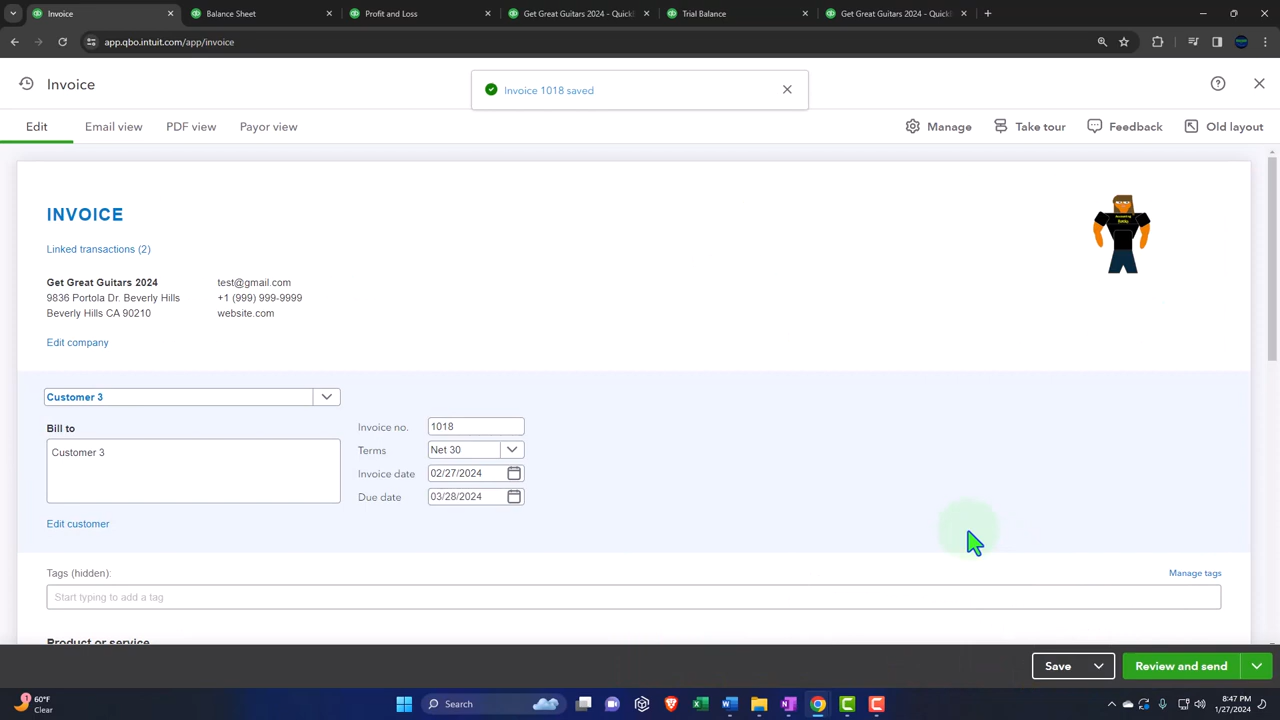 Invoice
Balance Sheet
Profit and Loss
Get Great Guitars 2024 - Quick
Trial Balance
Get Great Guitars 2024 - Quick
app.qbo.intuit.com/app/invoice
Invoice
Invoice 1018 saved
Edit
Email view
PDF view
Payor view
Manage
Take tour
Feedback
Old layout
INVOICE
Linked transactions (2)
Get Great Guitars 2024
test@gmail.com
9836 Portola Dr. Beverly Hills
+1 (999) 999-9999
Beverly Hills CA 90210
website.com
Edit company
Customer 3
Bill to
Customer 3
Edit customer
Invoice no.
1018
Terms
Net 30
Invoice date
02/27/2024
Due date
03/28/2024
Tags (hidden):
Manage tags
Start typing to add a tag
Product or service
Save
Review and send
1
60°F
Clear
Search
8:47 PM
1/27/2024